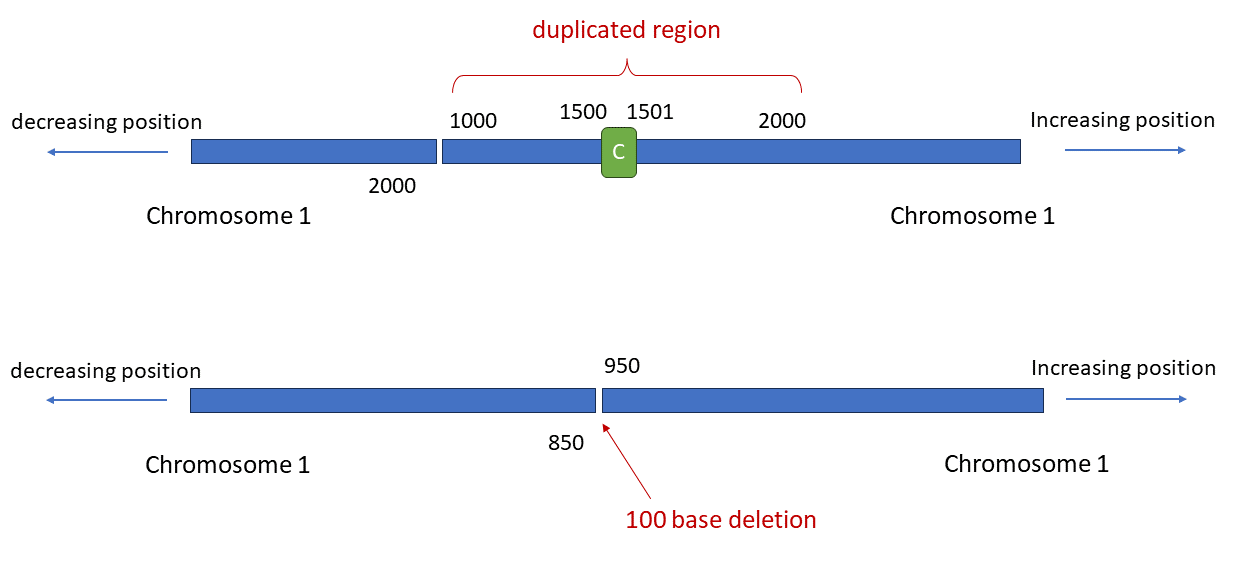 duplicated region
decreasing position
1000
1500
1501
2000
Increasing position
C
2000
Chromosome 1
Chromosome 1
decreasing position
950
Increasing position
850
Chromosome 1
Chromosome 1
100 base deletion